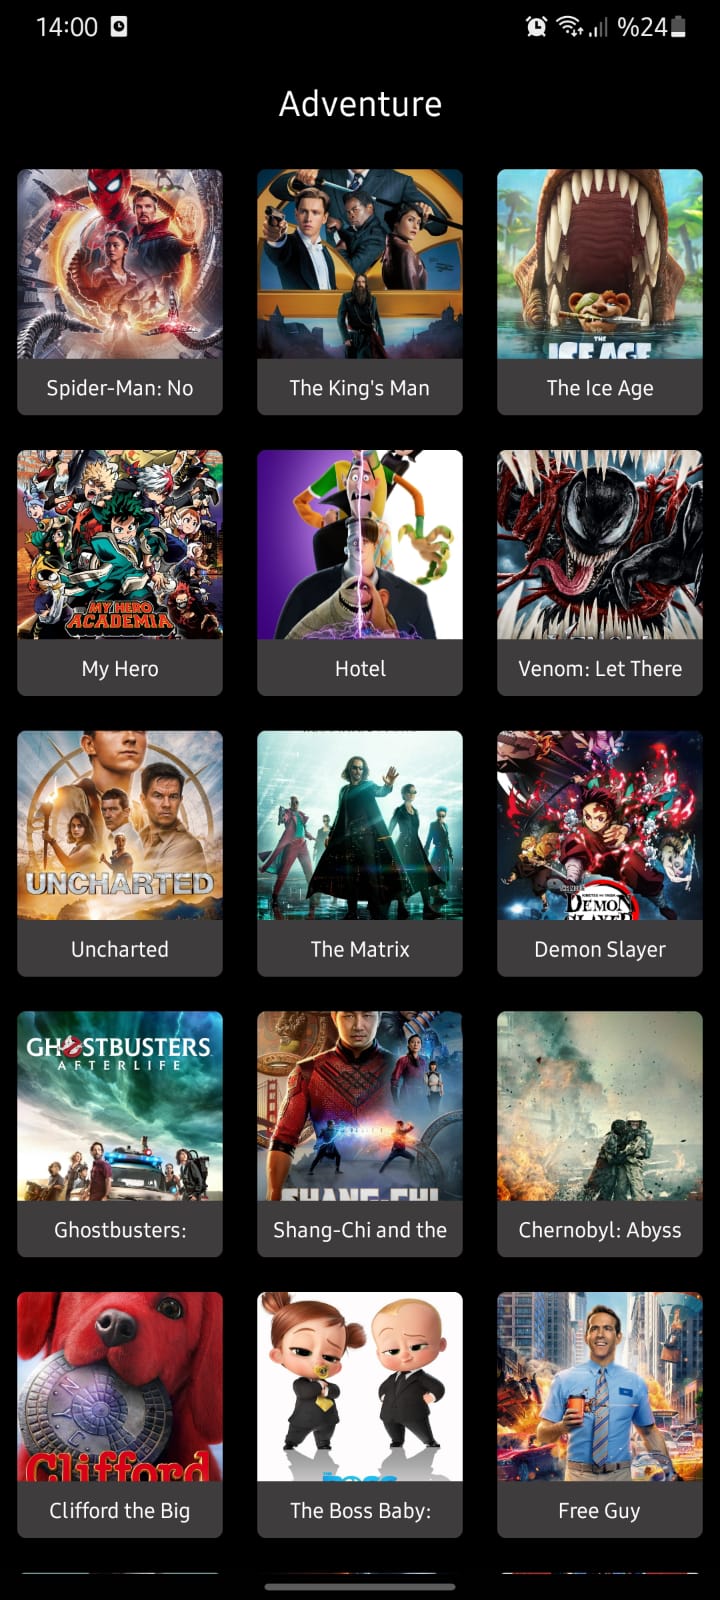 14:00
%24
Adventure
Spider-Man: No
The King's Man
THE
ICE AGE
The Ice Age
MY HERO
ACADEMIA
My Hero
Hotel
Venom: Let There
UNCHARTED
Uncharted
The Matrix
DEMON
SLAYER
Demon Slayer
GHOSTBUSTERS
AFTERLIFE
Ghostbusters:
SHANG-CHI
Shang-Chi and the
Chernobyl: Abyss
N.Y.C.
Clifford
Clifford the Big
THE
BOSS
The Boss Baby:
Free Guy